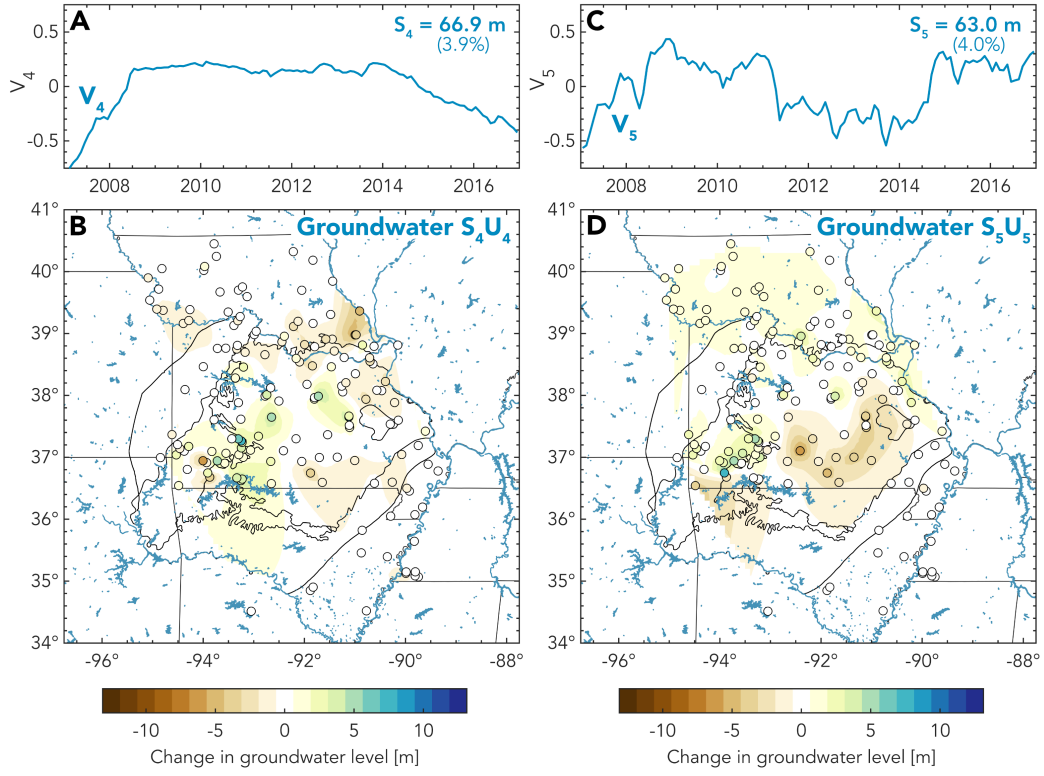 A
S4 = 66.9 m
(3.9%)
V4
V4
0.5
0
-0.5
2008 2010 2012 2014 2016
C
S5 = 63.0 m
(4.0%)
V5
V5
0.5
0
-0.5
2008 2010 2012 2014 2016
B
Groundwater S4U4
41°
40°
39°
38°
37°
36°
35°
34°
-96° -94° -92° -90° -88°
D
Groundwater S5U5
41°
40°
39°
38°
37°
36°
35°
34°
-96° -94° -92° -90° -88°
-10 -5 0 5 10
Change in groundwater level [m]
-10 -5 0 5 10
Change in groundwater level [m]